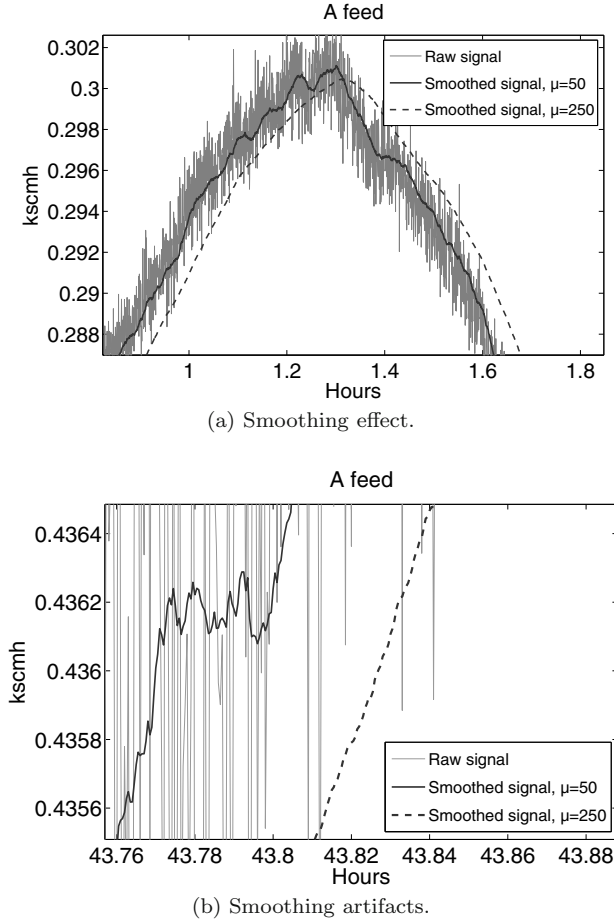 A feed
0.302
0.3
0.298
0.296
0.294
0.292
0.29
0.288
kscmh
Raw signal
Smoothed signal, μ=50
Smoothed signal, μ=250
1 1.2 1.4 1.6 1.8
Hours
(a) Smoothing effect.
A feed
0.4364
0.4362
0.436
0.4358
0.4356
kscmh
Raw signal
Smoothed signal, μ=50
Smoothed signal, μ=250
43.76 43.78 43.8 43.82 43.84 43.86 43.88
Hours
(b) Smoothing artifacts.